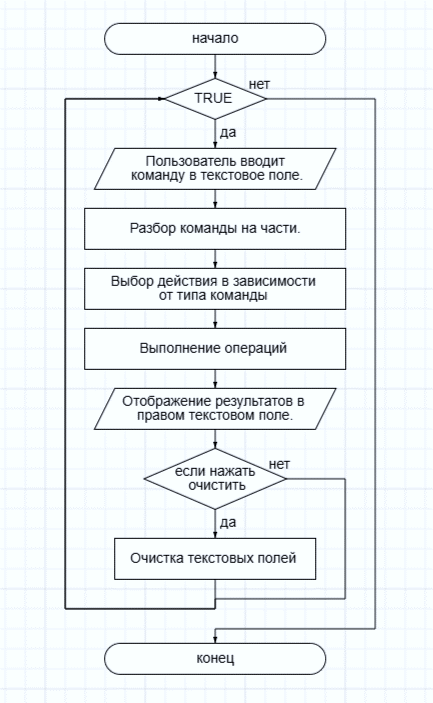 начало
нет
TRUE
да
Пользователь вводит
команду в текстовое поле.
Разбор команды на части.
Выбор действия в зависимости
от типа команды
Выполнение операций
Отображение результатов в
правом текстовом поле.
нет
если нажать
очистить
да
Очистка текстовых полей
конец